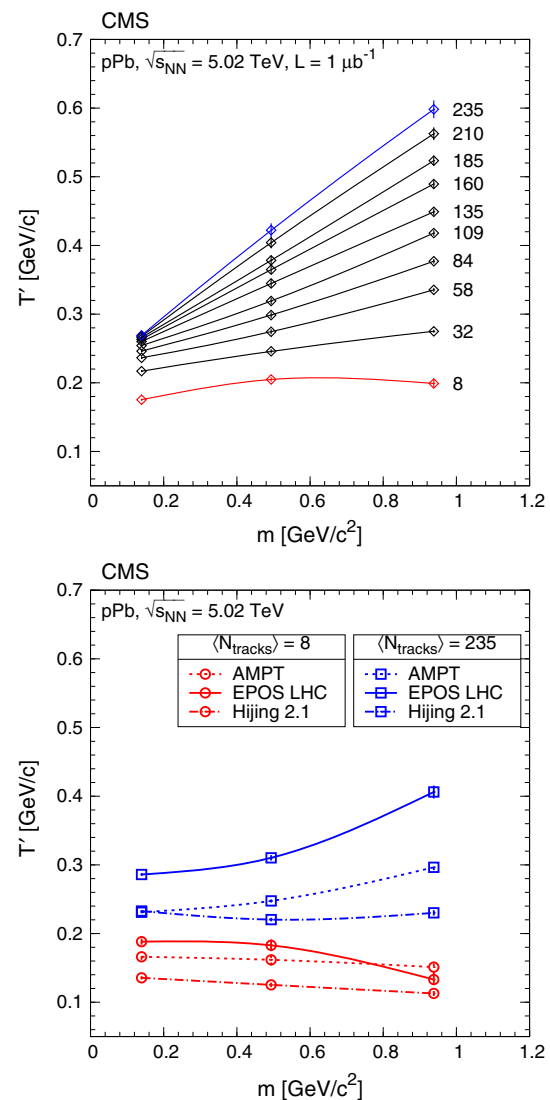 CMS
pPb, √sNN = 5.02 TeV, L = 1 μb⁻¹
0.7
0.6
0.5
0.4
0.3
0.2
0.1
T′ [GeV/c]
235
210
185
160
135
109
84
58
32
8
0 0.2 0.4 0.6 0.8 1 1.2
m [GeV/c²]
CMS
pPb, √sNN = 5.02 TeV
⟨Ntracks⟩ = 8
AMPT
EPOS LHC
Hijing 2.1
⟨Ntracks⟩ = 235
AMPT
EPOS LHC
Hijing 2.1
0.7
0.6
0.5
0.4
0.3
0.2
0.1
T′ [GeV/c]
0 0.2 0.4 0.6 0.8 1 1.2
m [GeV/c²]